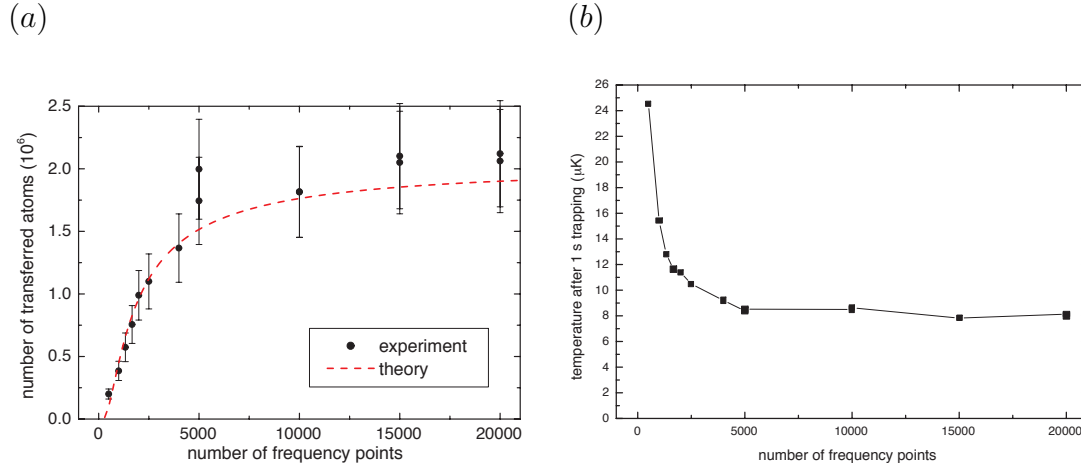 (a)
2.5
2.0
1.5
1.0
0.5
0.0
number of transferred atoms (10⁶)
experiment
theory
0 5000 10000 15000 20000
number of frequency points
(b)
26
24
22
20
18
16
14
12
10
8
6
4
2
0
temperature after 1 s trapping (μK)
0 5000 10000 15000 20000
number of frequency points